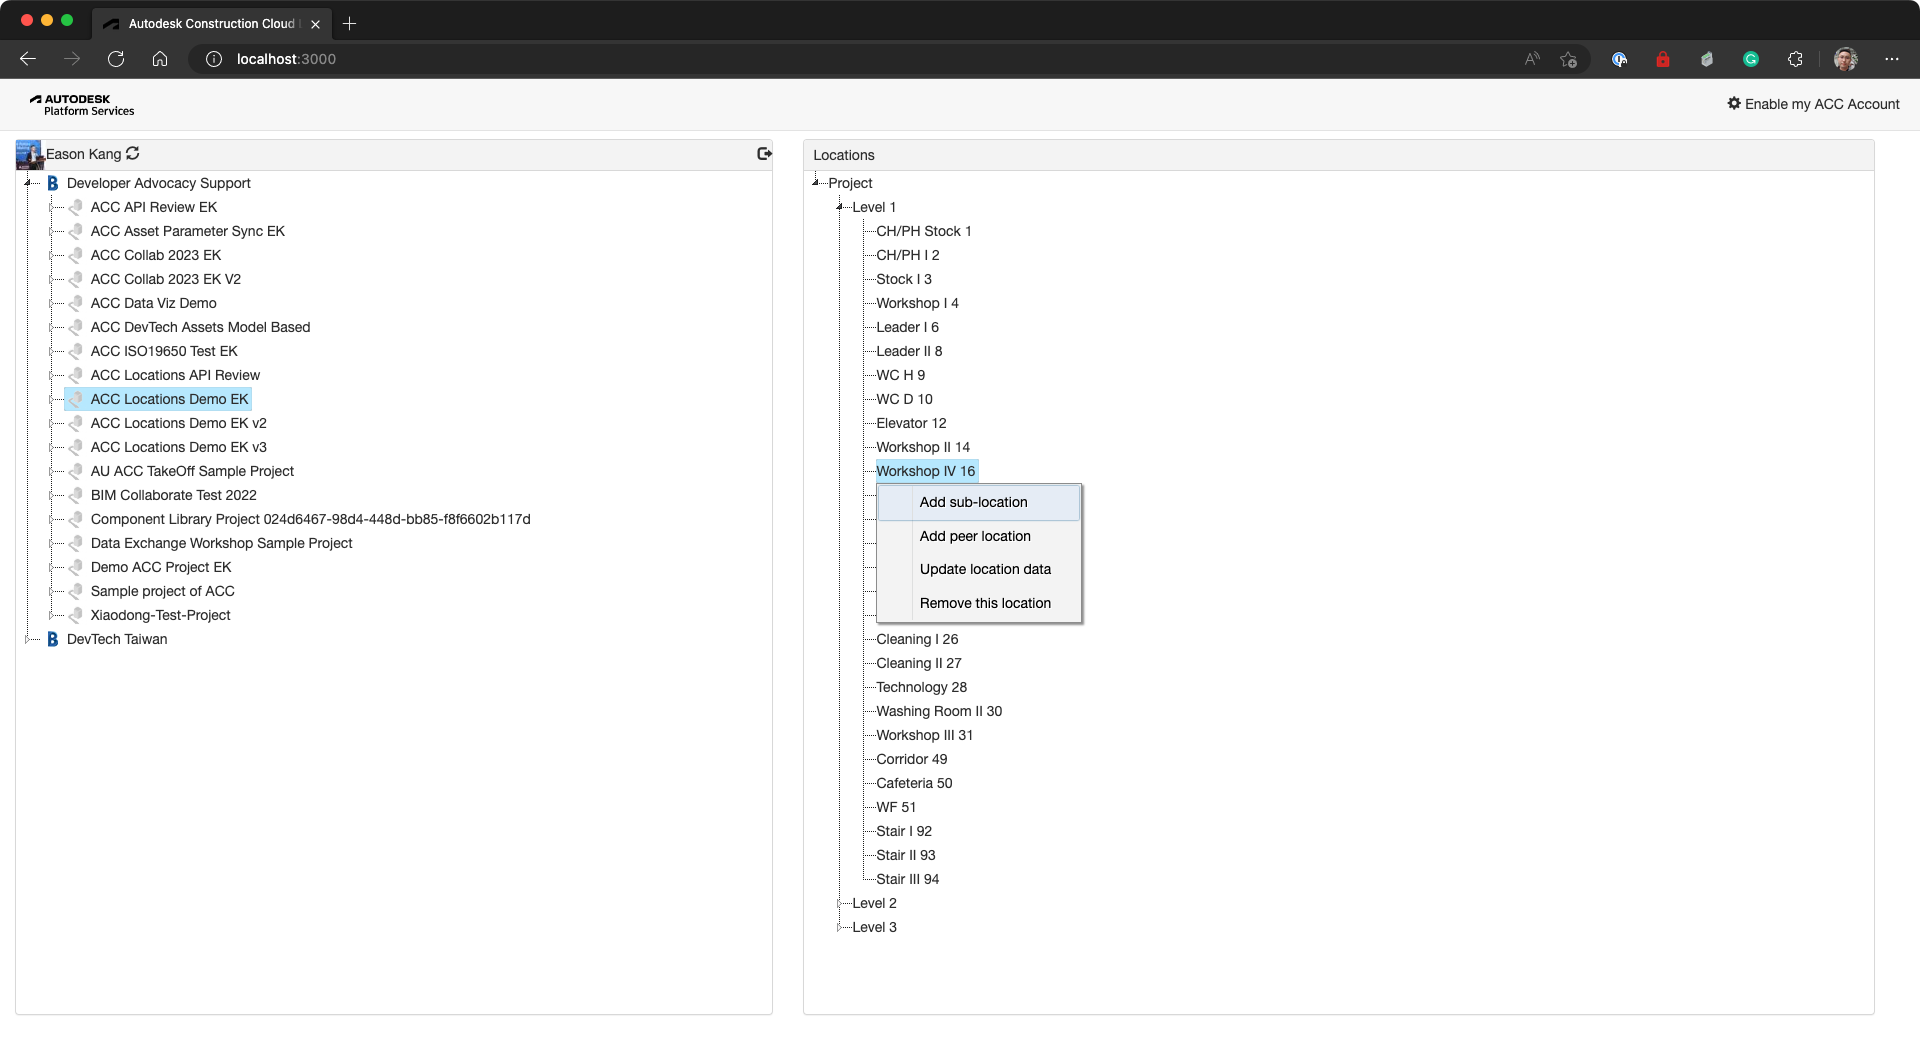 Autodesk Construction Cloud
localhost:3000
AUTODESK
Platform Services
Enable my ACC Account
Eason Kang
Developer Advocacy Support
ACC API Review EK
ACC Asset Parameter Sync EK
ACC Collab 2023 EK
ACC Collab 2023 EK V2
ACC Data Viz Demo
ACC DevTech Assets Model Based
ACC ISO19650 Test EK
ACC Locations API Review
ACC Locations Demo EK
ACC Locations Demo EK v2
ACC Locations Demo EK v3
AU ACC TakeOff Sample Project
BIM Collaborate Test 2022
Component Library Project 024d6467-98d4-448d-bb85-f8f6602b117d
Data Exchange Workshop Sample Project
Demo ACC Project EK
Sample project of ACC
Xiaodong-Test-Project
DevTech Taiwan
Locations
Project
Level 1
CH/PH Stock 1
CH/PH I 2
Stock I 3
Workshop I 4
Leader I 6
Leader II 8
WC H 9
WC D 10
Elevator 12
Workshop II 14
Workshop IV 16
Add sub-location
Add peer location
Update location data
Remove this location
Cleaning I 26
Cleaning II 27
Technology 28
Washing Room II 30
Workshop III 31
Corridor 49
Cafeteria 50
WF 51
Stair I 92
Stair II 93
Stair III 94
Level 2
Level 3